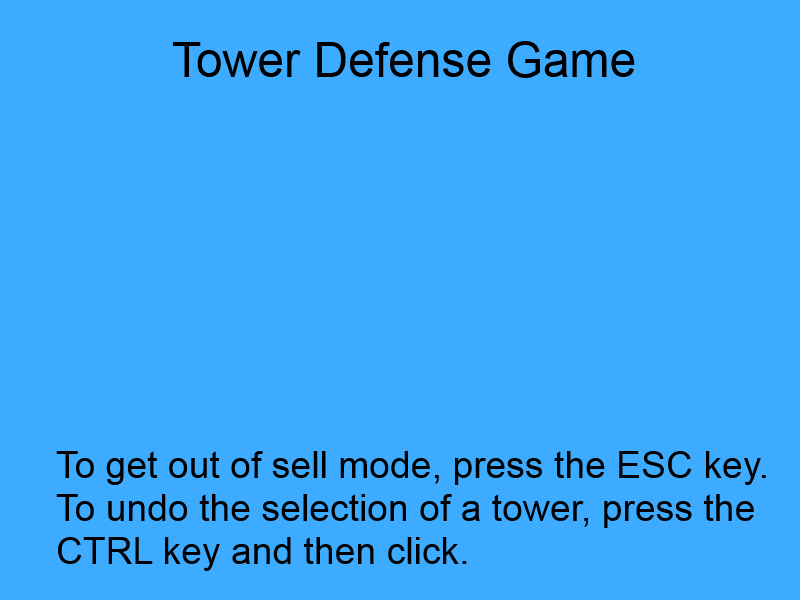 Tower Defense Game
To get out of sell mode, press the ESC key.
To undo the selection of a tower, press the
CTRL key and then click.